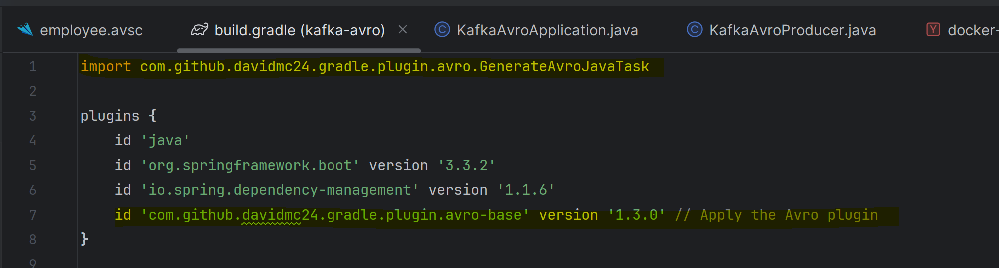 employee.avsc build.gradle (kafka-avro) KafkaAvroApplication.java KafkaAvroProducer.java docker-
1 import com.github.davidmc24.gradle.plugin.avro.GenerateAvroJavaTask
2
3 plugins {
4 id 'java'
5 id 'org.springframework.boot' version '3.3.2'
6 id 'io.spring.dependency-management' version '1.1.6'
7 id 'com.github.davidmc24.gradle.plugin.avro-base' version '1.3.0' // Apply the Avro plugin
8 }
9